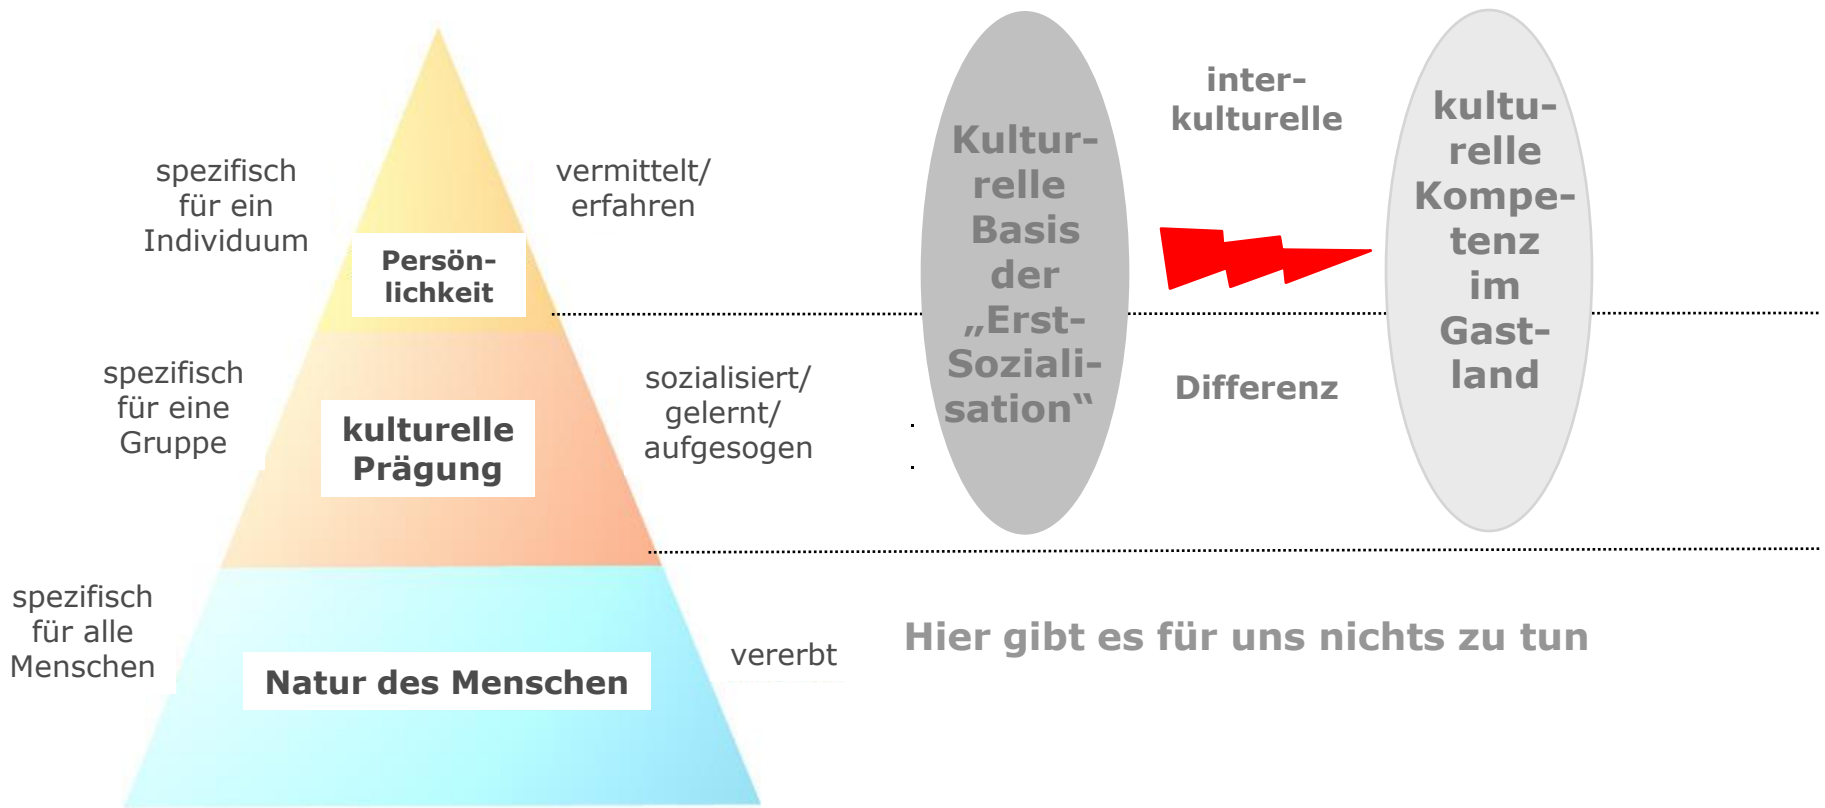 spezifisch
für ein
Individuum
vermittelt/
erfahren
Persön-
lichkeit
spezifisch
für eine
Gruppe
kulturelle
Prägung
sozialisiert/
gelernt/
aufgesogen
spezifisch
für alle
Menschen
Natur des Menschen
vererbt
Kultur-
relle
Basis
der
„Erst-
Soziali-
sation“
inter-
kulturelle
Differenz
kultu-
relle
Kompe-
tenz
im
Gast-
land
Hier gibt es für uns nichts zu tun